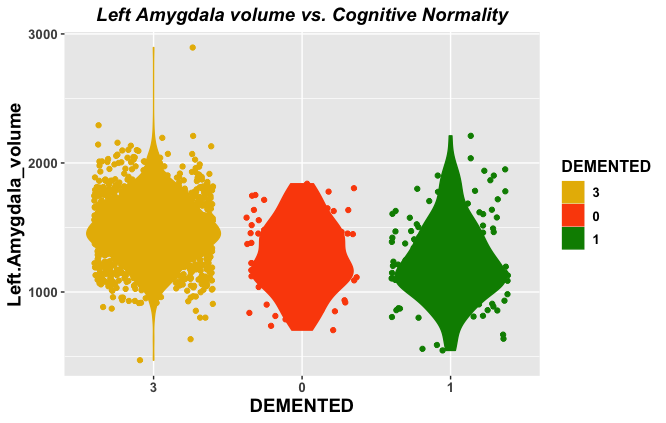 Left Amygdala volume vs. Cognitive Normality
3000
2000
1000
Left.Amygdala_volume
3 0 1
DEMENTED
DEMENTED
3
0
1